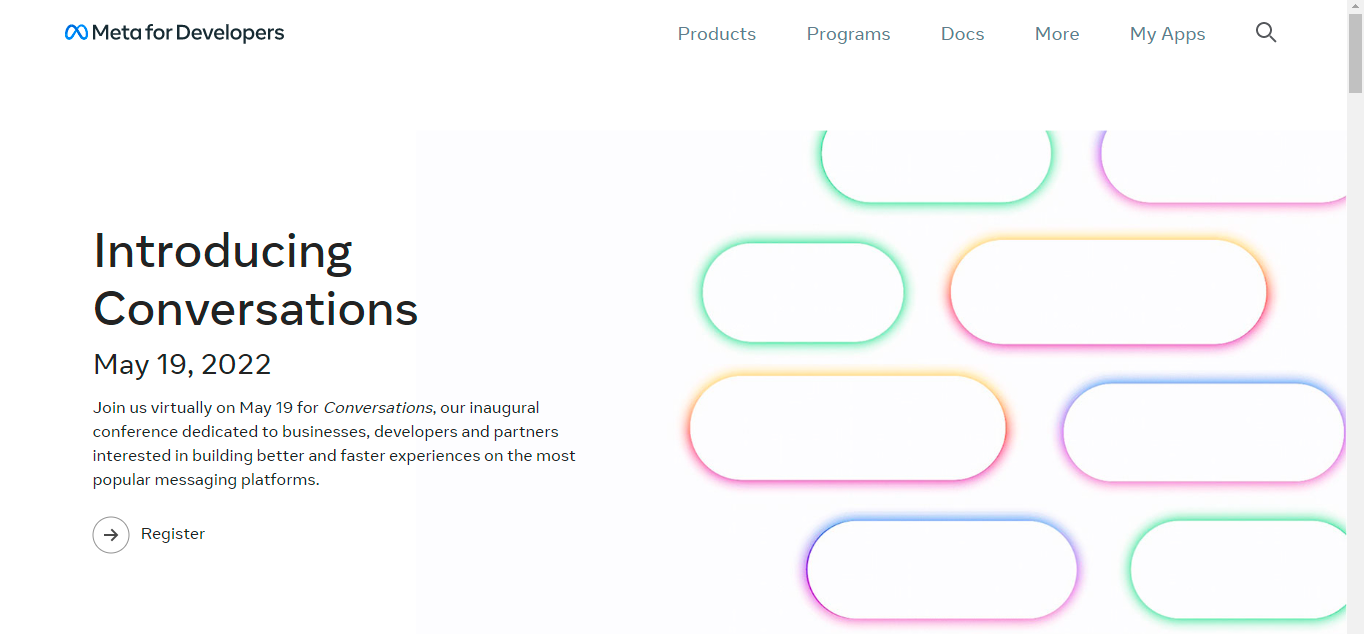 Meta for Developers
Products Programs Docs More My Apps
Introducing
Conversations
May 19, 2022
Join us virtually on May 19 for Conversations, our inaugural
conference dedicated to businesses, developers and partners
interested in building better and faster experiences on the most
popular messaging platforms.
Register